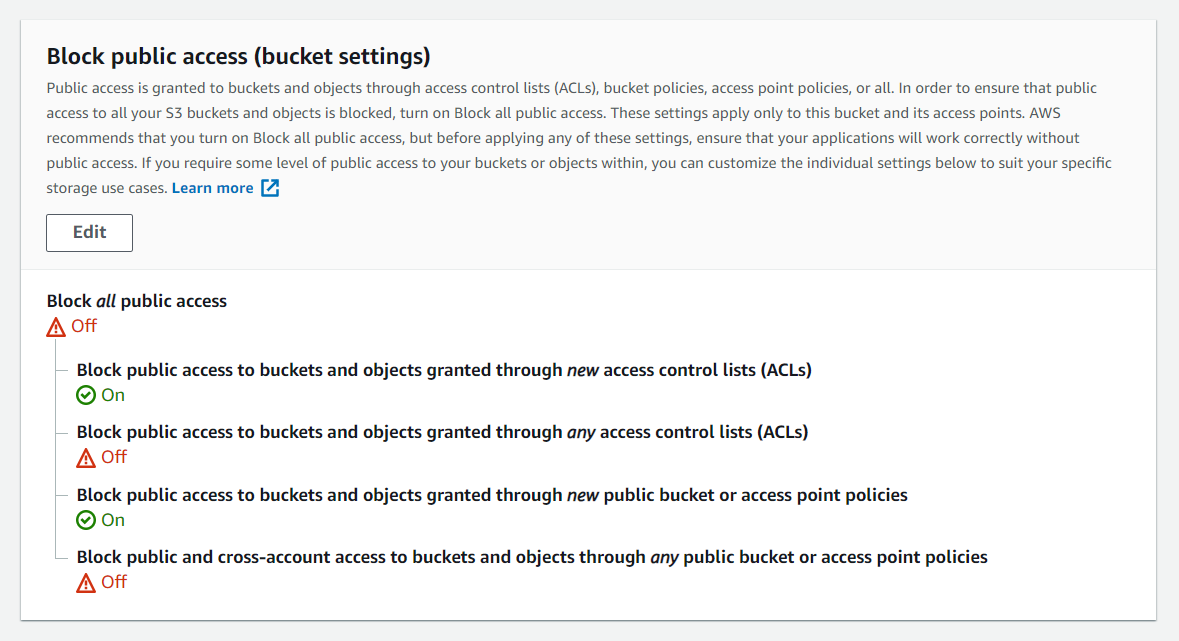 Block public access (bucket settings)
Public access is granted to buckets and objects through access control lists (ACLs), bucket policies, access point policies, or all. In order to ensure that public
access to all your S3 buckets and objects is blocked, turn on Block all public access. These settings apply only to this bucket and its access points. AWS
recommends that you turn on Block all public access, but before applying any of these settings, ensure that your applications will work correctly without
public access. If you require some level of public access to your buckets or objects within, you can customize the individual settings below to suit your specific
storage use cases. Learn more
Edit
Block all public access
Off
Block public access to buckets and objects granted through new access control lists (ACLs)
On
Block public access to buckets and objects granted through any access control lists (ACLs)
Off
Block public access to buckets and objects granted through new public bucket or access point policies
On
Block public and cross-account access to buckets and objects through any public bucket or access point policies
Off